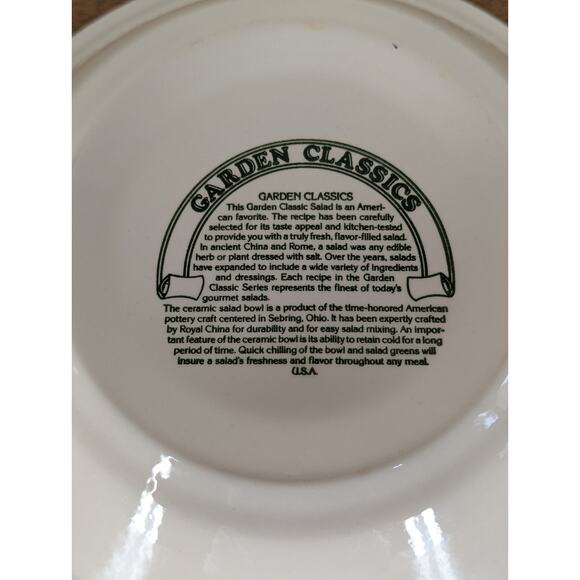 GARDEN CLASSICS
GARDEN CLASSICS
This Garden Classic Salad is an Ameri-
can favorite. The recipe has been carefully
selected for its taste appeal and kitchen-tested
to provide you with a truly fresh, flavor-filled salad.
In ancient China and Rome, a salad was any edible
herb or plant dressed with salt. Over the years, salads
have expanded to include a wide variety of ingredients
and dressings. Each recipe in the Garden
Classic Series represents the finest of today's
gourmet salads.
The ceramic salad bowl is a product of the time-honored American
pottery craft centered in Sebring, Ohio. It has been expertly crafted
by Royal China for durability and for easy salad mixing. An impor-
tant feature of the ceramic bowl is its ability to retain cold for a long
period of time. Quick chilling of the bowl and salad greens will
insure a salad's freshness and flavor throughout any meal.
U.S.A.